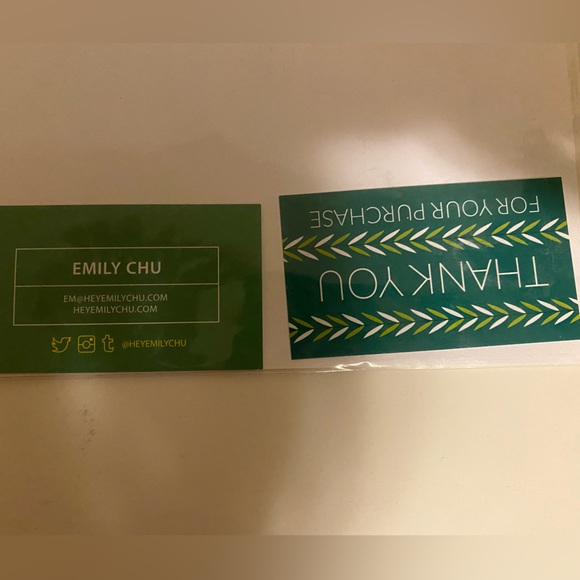 EMILY CHU
EM@HEYEMILYCHU.COM
HEYEMILYCHU.COM
@HEYEMILYCHU
THANK YOU
FOR YOUR PURCHASE